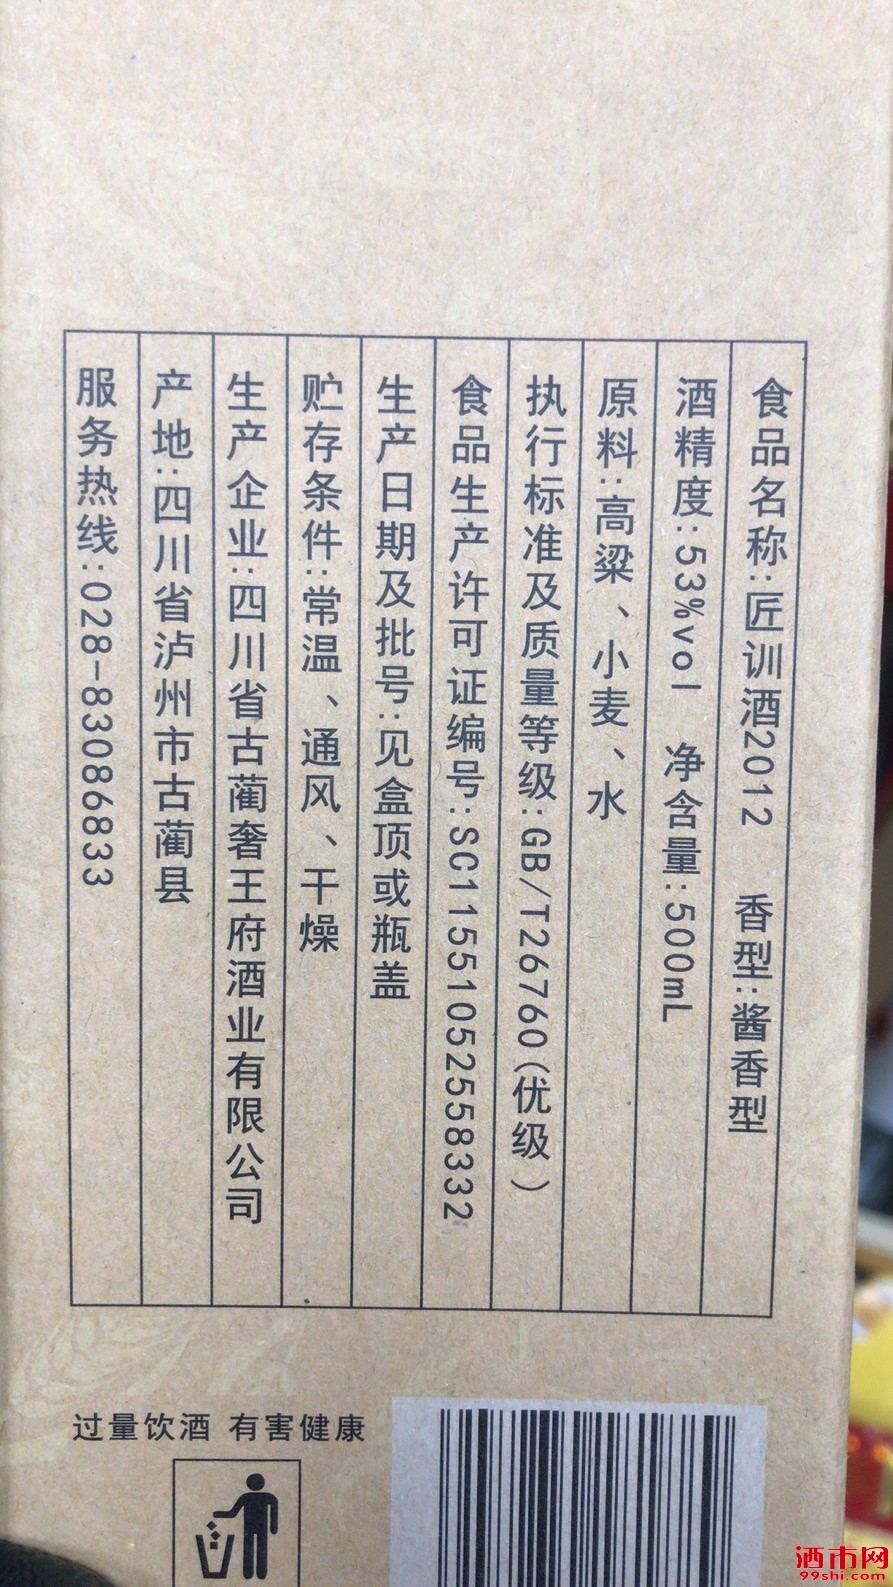 食品名称:匠训酒2012 香型:酱香型
酒精度:53%vol 净含量:500mL
原料:高粱、小麦、水
执行标准及质量等级:GB/T26760(优级)
食品生产许可证编号:SC11551052558332
生产日期及批号:见盒顶或瓶盖
贮存条件:常温、通风、干燥
生产企业:四川省古蔺奢王府酒业有限公司
产地:四川省泸州市古蔺县
服务热线:028-83086833
过量饮酒 有害健康
酒市网
99shi.com